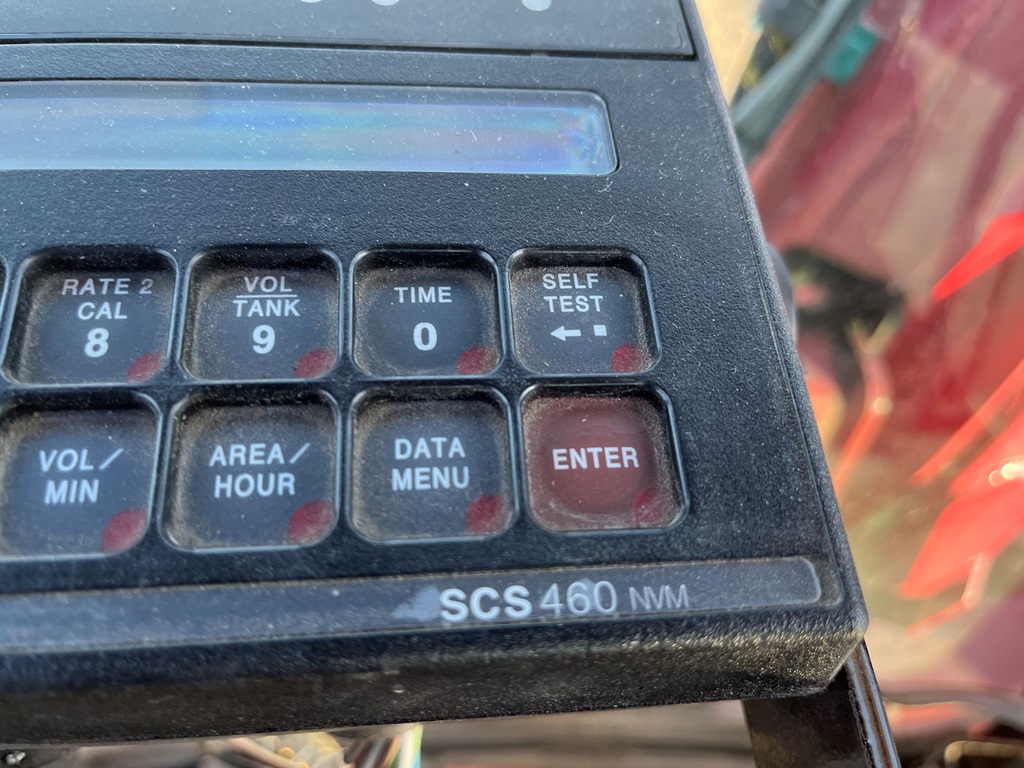 RATE 2
CAL
8
VOL
TANK
9
TIME
0
SELF
TEST
VOL/
MIN
AREA/
HOUR
DATA
MENU
ENTER
SCS 460 NVM